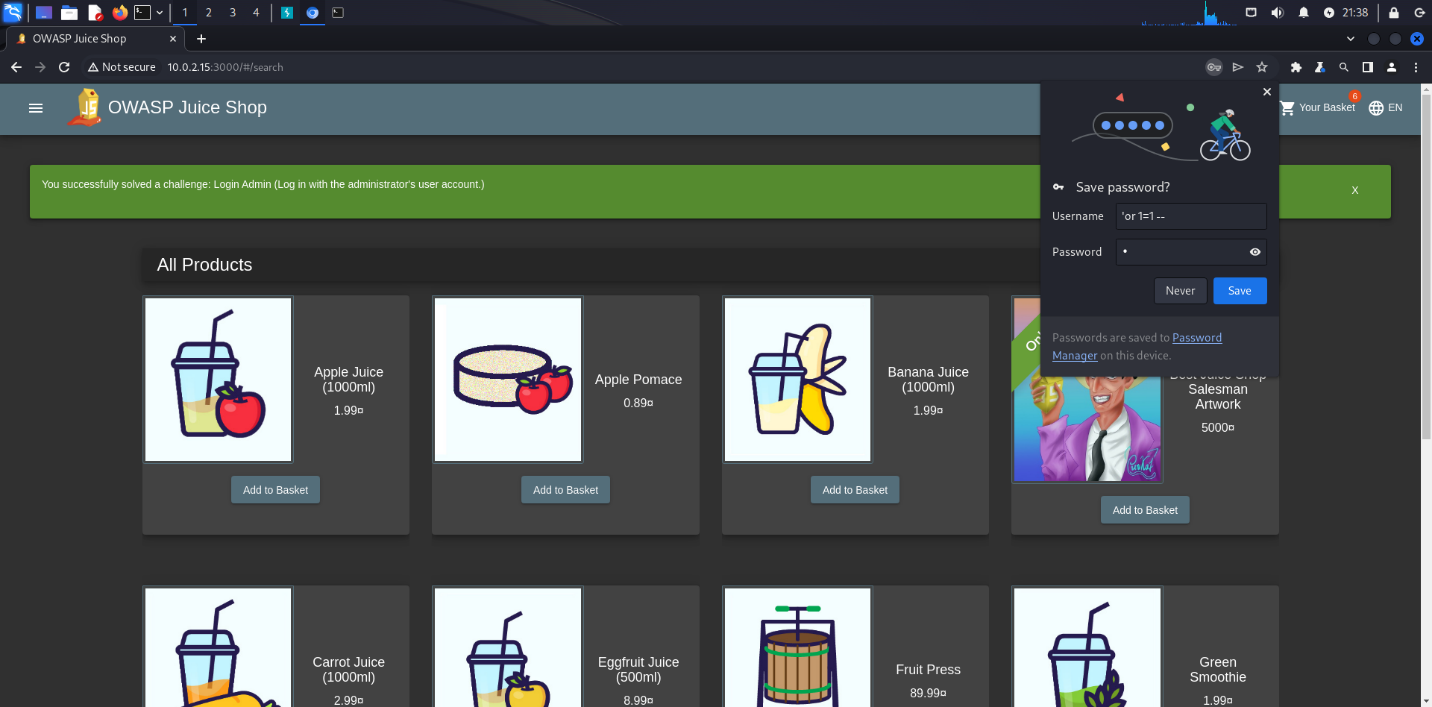 1 2 3 4 21:38
OWASP Juice Shop
Not secure 10.0.2.15:3000/#/search
OWASP Juice Shop
6
Your Basket EN
You successfully solved a challenge: Login Admin (Log in with the administrator's user account.)
X
Save password?
Username 'or 1=1 --
Password •
Never Save
Passwords are saved to Password
Manager on this device.
All Products
Apple Juice
(1000ml)
1.99¤
Add to Basket
Apple Pomace
0.89¤
Add to Basket
Banana Juice
(1000ml)
1.99¤
Add to Basket
Best Juice Shop
Salesman
Artwork
5000¤
Add to Basket
Carrot Juice
(1000ml)
2.99¤
Eggfruit Juice
(500ml)
8.99¤
Fruit Press
89.99¤
Green
Smoothie
1.99¤